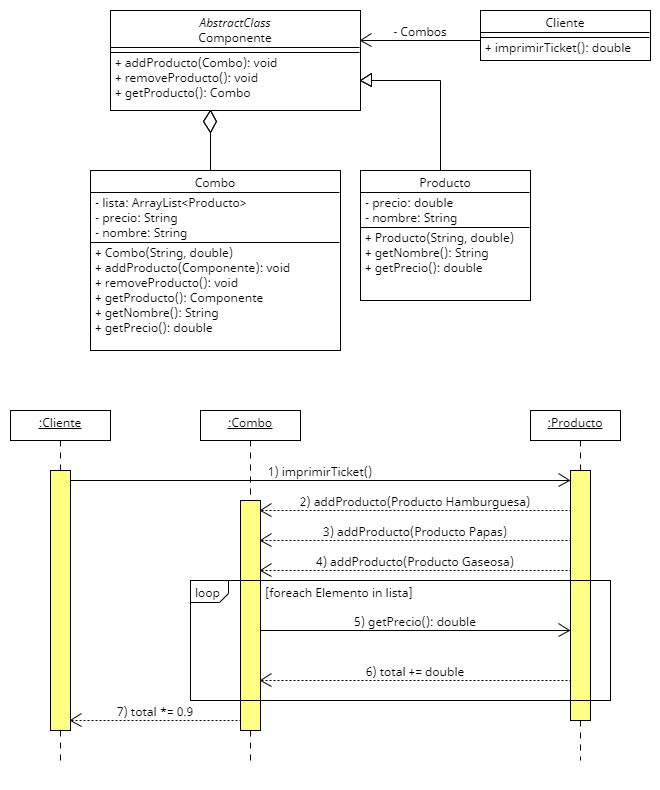 AbstractClass
Componente
+ addProducto(Combo): void
+ removeProducto(): void
+ getProducto(): Combo
- Combos
Cliente
+ imprimirTicket(): double
Combo
- lista: ArrayList<Producto>
- precio: String
- nombre: String
+ Combo(String, double)
+ addProducto(Componente): void
+ removeProducto(): void
+ getProducto(): Componente
+ getNombre(): String
+ getPrecio(): double
Producto
- precio: double
- nombre: String
+ Producto(String, double)
+ getNombre(): String
+ getPrecio(): double
:Cliente
:Combo
:Producto
1) imprimirTicket()
2) addProducto(Producto Hamburguesa)
3) addProducto(Producto Papas)
4) addProducto(Producto Gaseosa)
loop
[foreach Elemento in lista]
5) getPrecio(): double
6) total += double
7) total *= 0.9